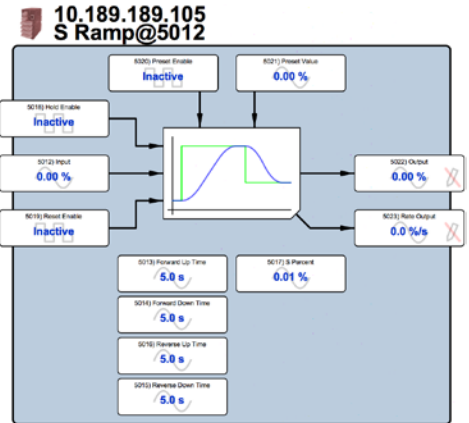 10.189.189.105
S Ramp@5012
5020) Preset Enable
Inactive
5021) Preset Value
0.00 %
5018) Hold Enable
Inactive
5012) Input
0.00 %
5022) Output
0.00 %
5019) Reset Enable
Inactive
5023) Rate Output
0.0 %/s
5013) Forward Up Time
5.0 s
5017) S Percent
0.01 %
5014) Forward Down Time
5.0 s
5016) Reverse Up Time
5.0 s
5015) Reverse Down Time
5.0 s